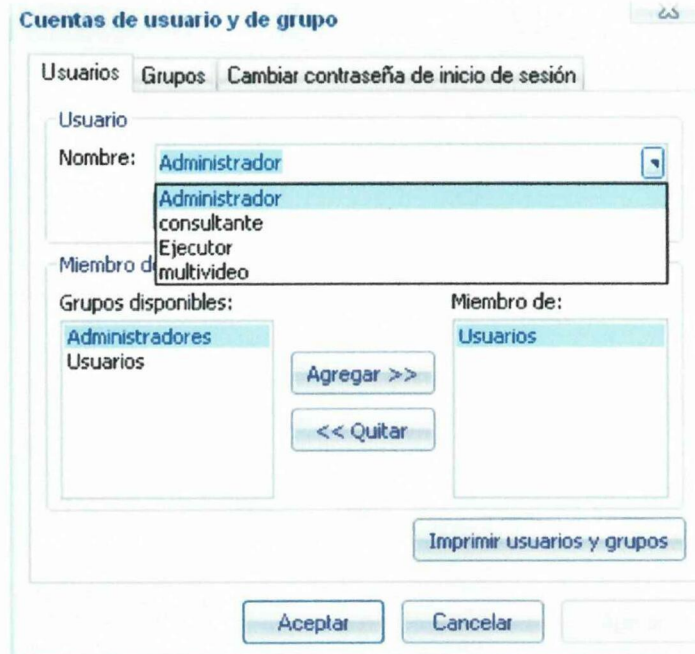 Cuentas de usuario y de grupo
Usuarios Grupos Cambiar contraseña de inicio de sesión
Usuario
Nombre: Administrador
Administrador
consultante
Ejecutor
multivideo
Miembro d
Grupos disponibles: Miembro de:
Administradores Usuarios
Usuarios
Agregar >>
<< Quitar
Imprimir usuarios y grupos
Aceptar Cancelar